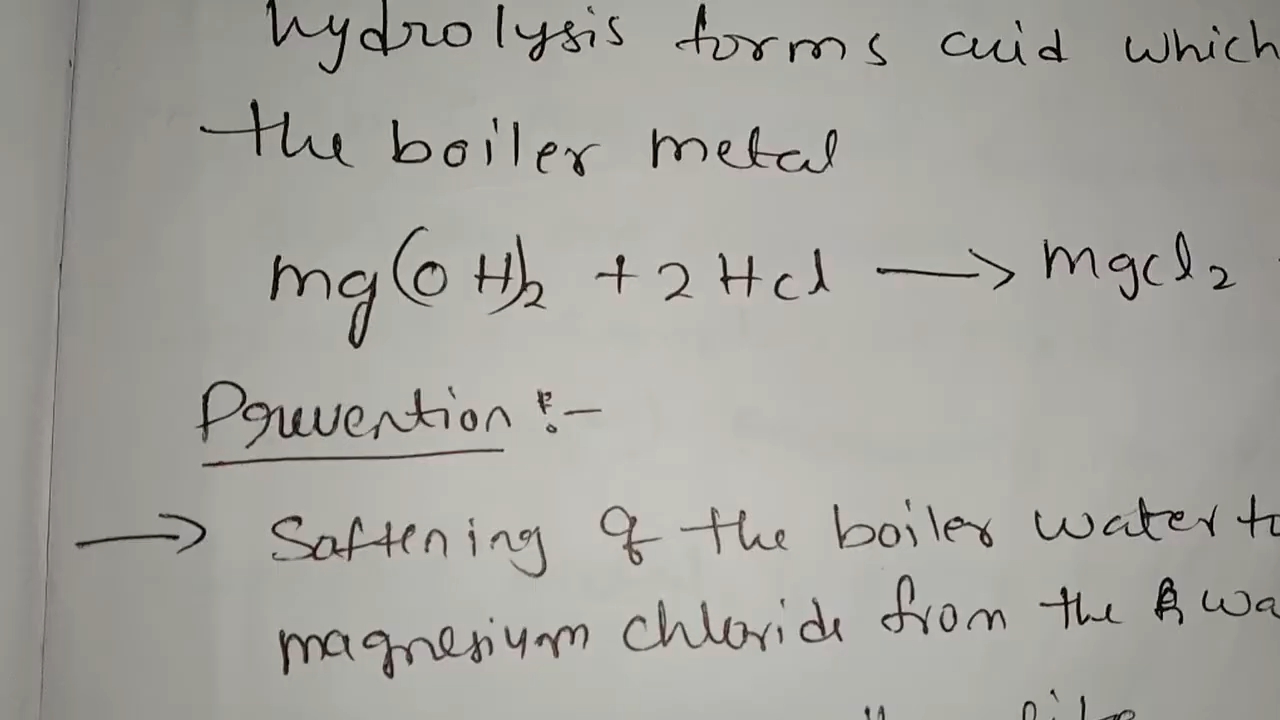 hydrolysis forms acid which
the boiler metal
mg(OH)2 + 2Hcl → mgcl2
Prevention :-
→ Softening of the boiler water to
magnesium chloride from the wa